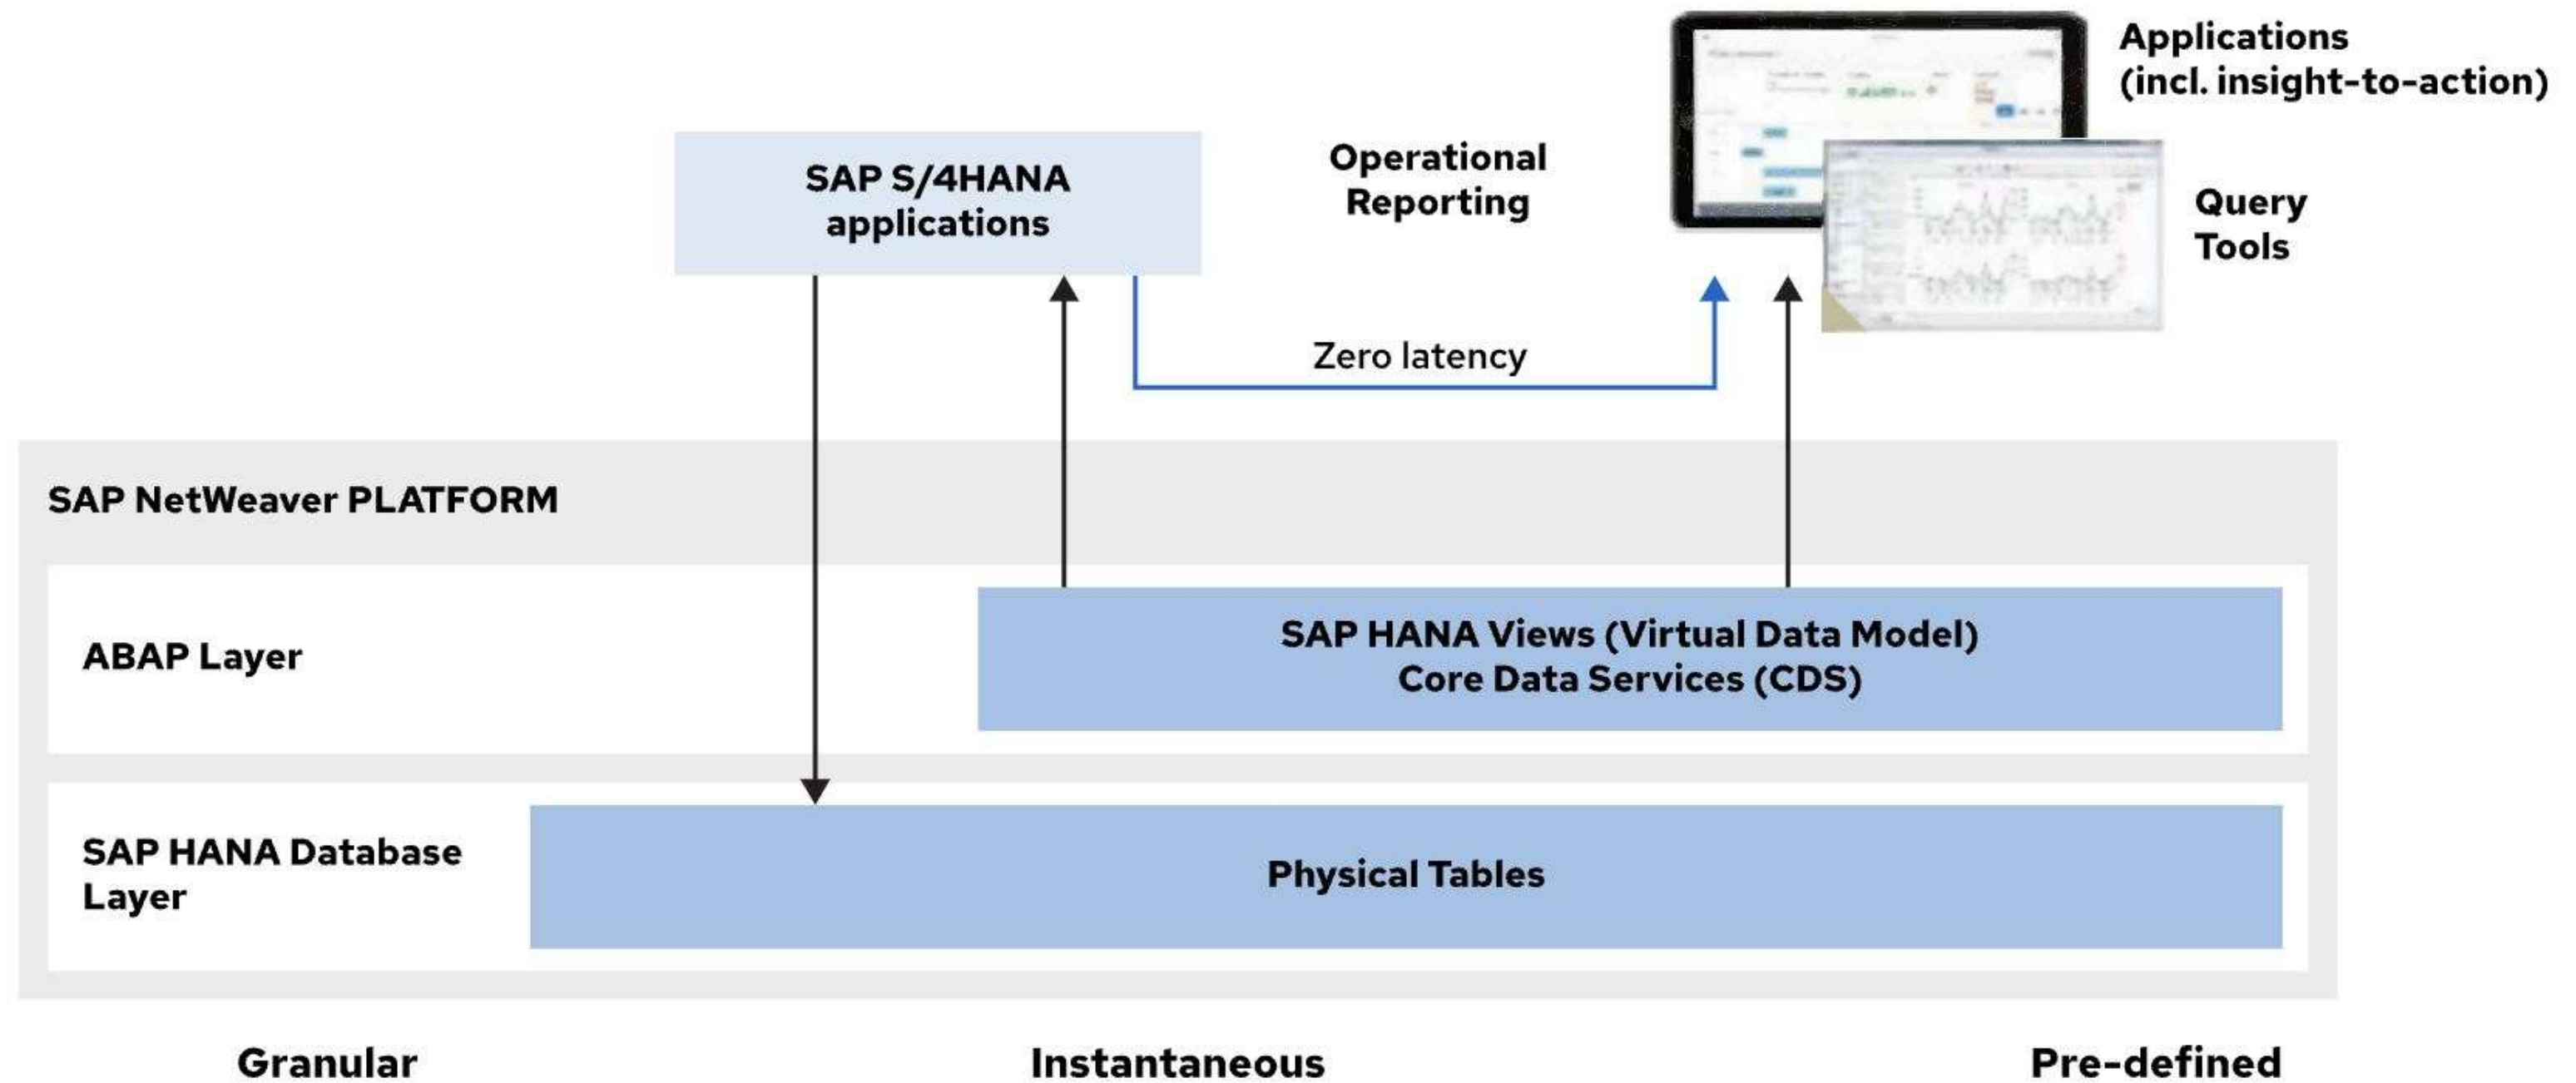 Applications
(incl. insight-to-action)
SAP S/4HANA
applications
Operational
Reporting
Query
Tools
Zero latency
SAP NetWeaver PLATFORM
ABAP Layer
SAP HANA Views (Virtual Data Model)
Core Data Services (CDS)
SAP HANA Database
Layer
Physical Tables
Granular
Instantaneous
Pre-defined